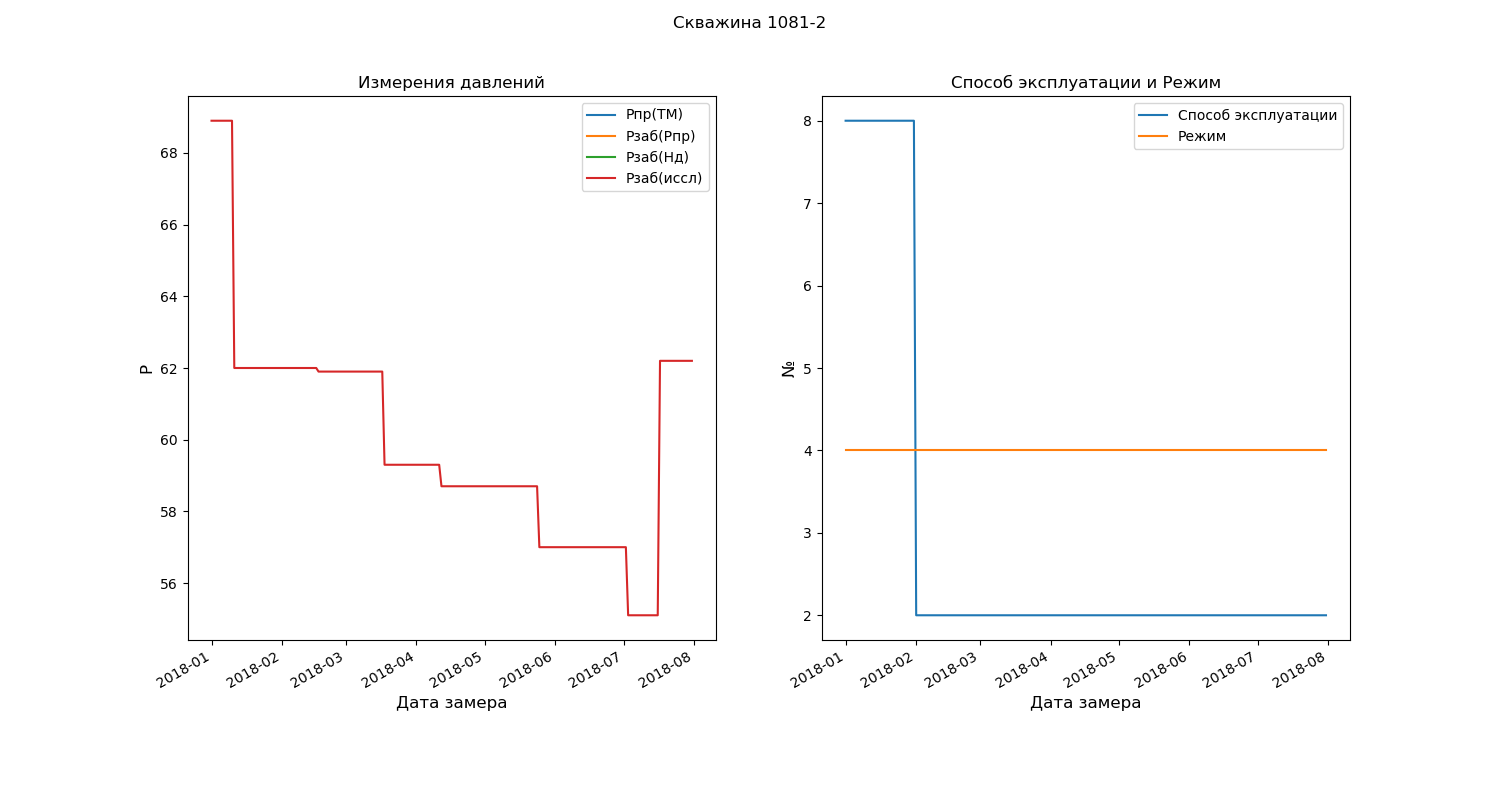 Скважина 1081-2
Измерения давлений
Рпр(ТМ)
Рзаб(Рпр)
Рзаб(Нд)
Рзаб(иссл)
68
66
64
62
60
58
56
Р
2018-01
2018-02
2018-03
2018-04
2018-05
2018-06
2018-07
2018-08
Дата замера
Способ эксплуатации и Режим
Способ эксплуатации
Режим
8
7
6
5
4
3
2
№
2018-01
2018-02
2018-03
2018-04
2018-05
2018-06
2018-07
2018-08
Дата замера